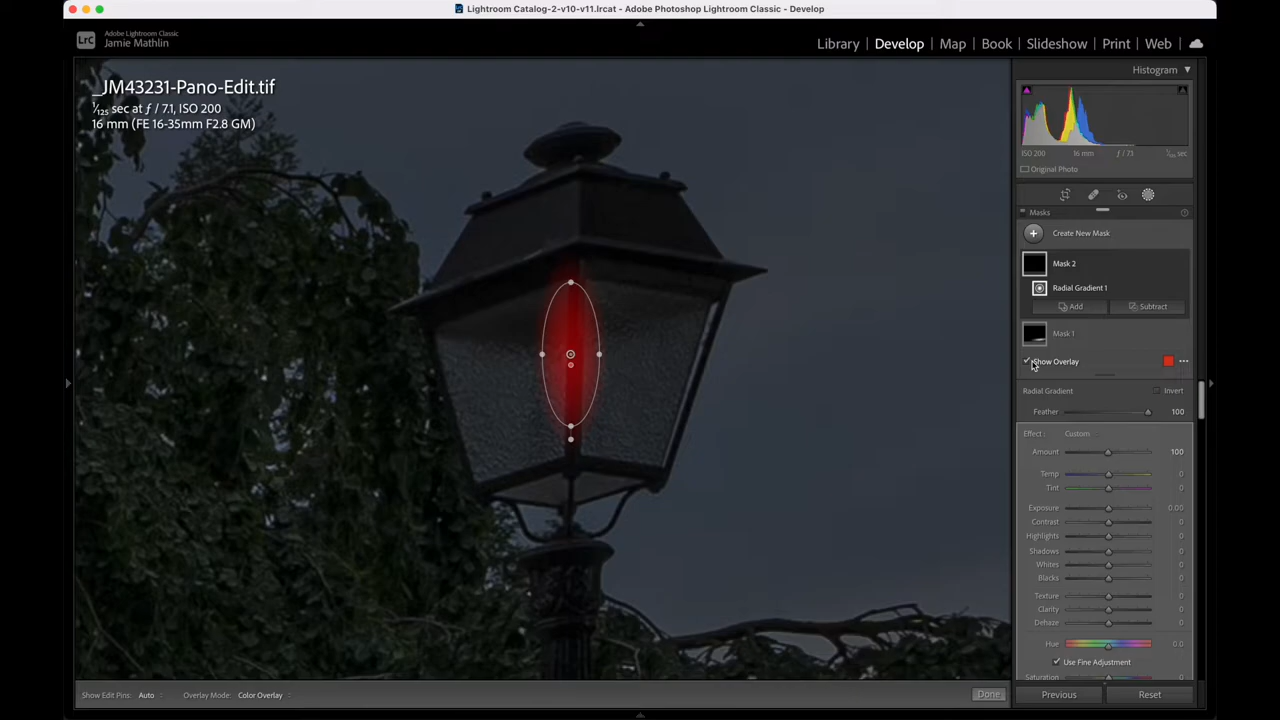 Lightroom Catalog-2-v10-v11.lrcat - Adobe Photoshop Lightroom Classic - Develop
LrC
Adobe Lightroom Classic
Jamie Mathlin
Library | Develop | Map | Book | Slideshow | Print | Web
_JM43231-Pano-Edit.tif
1/125 sec at ƒ / 7.1, ISO 200
16 mm (FE 16-35mm F2.8 GM)
Histogram
ISO 200 16 mm ƒ / 7.1 1/125 sec
Original Photo
Masks
Create New Mask
Mask 2
Radial Gradient 1
Add Subtract
Mask 1
Show Overlay
Radial Gradient Invert
Feather 100
Effect : Custom
Amount 100
Temp 0
Tint 0
Exposure 0.00
Contrast 0
Highlights 0
Shadows 0
Whites 0
Blacks 0
Texture 0
Clarity 0
Dehaze 0
Hue 0.0
Use Fine Adjustment
Saturation
Show Edit Pins: Auto Overlay Mode: Color Overlay Done
Previous Reset